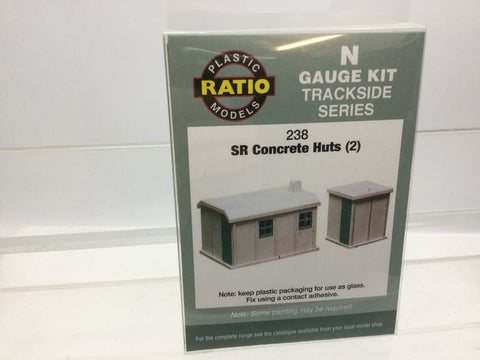 PLASTIC
RATIO
MODELS
N
GAUGE KIT
TRACKSIDE
SERIES
238
SR Concrete Huts (2)
Note: keep plastic packaging for use as glass.
Fix using a contact adhesive.
Note: Some painting may be required
For the complete range see the catalogue available from your local model shop.